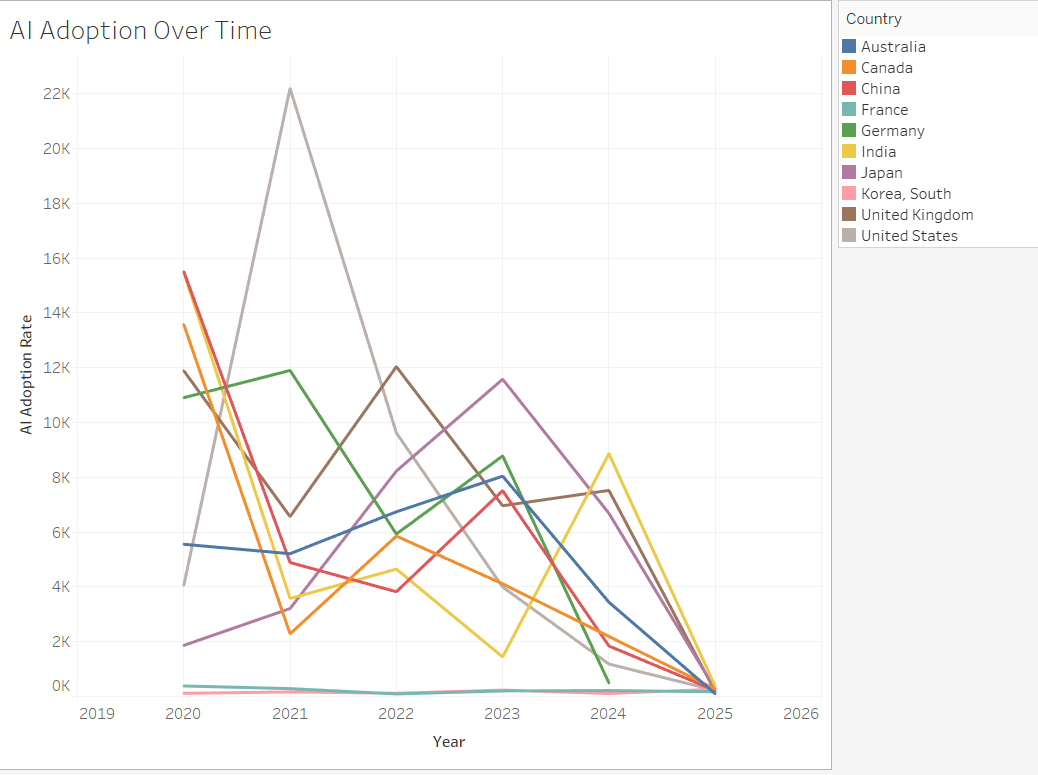 AI Adoption Over Time
AI Adoption Rate
22K
20K
18K
16K
14K
12K
10K
8K
6K
4K
2K
0K
2019 2020 2021 2022 2023 2024 2025 2026
Year
Country
Australia
Canada
China
France
Germany
India
Japan
Korea, South
United Kingdom
United States